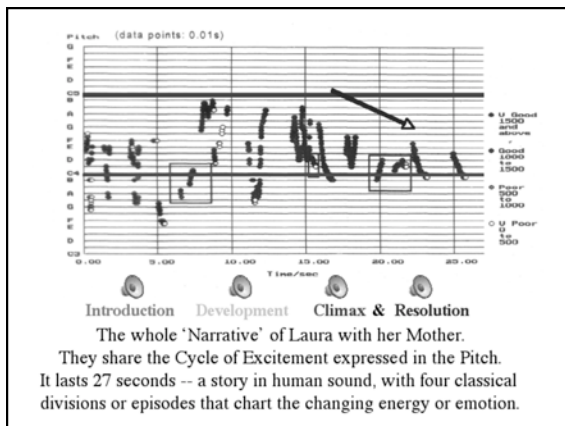 Pitch (data points: 0.01s)
G
F
E
D
C5
B
A
G
F
E
D
C4
B
A
G
F
E
D
C3
0.00 5.00 10.00 15.00 20.00 25.00
Time/sec
U Good
1500
and
above
Good
1000
to
1500
Poor
500
to
1000
U Poor
0
to
500
Introduction Development Climax & Resolution
The whole ‘Narrative’ of Laura with her Mother.
They share the Cycle of Excitement expressed in the Pitch.
It lasts 27 seconds -- a story in human sound, with four classical
divisions or episodes that chart the changing energy or emotion.